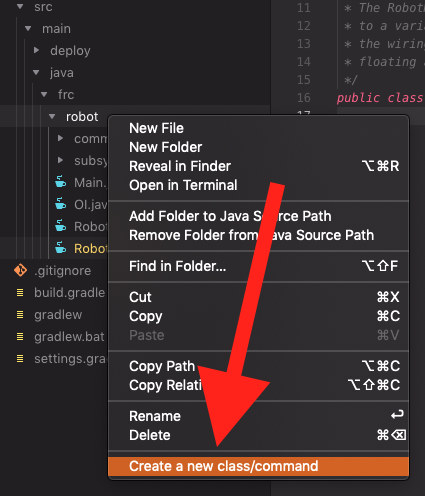 src
main
deploy
java
frc
robot
comm
subsy
Main.
OI.jav
Robo
Robot
.gitignore
build.gradle
gradlew
gradlew.bat
settings.grad
11 * The Robot
12 * to a vari
13 * the wirin
14 * floating a
15 */
16 public class
17
New File
New Folder
Reveal in Finder ⌥⌘R
Open in Terminal
Add Folder to Java Source Path
Remove Folder from Java Source Path
Find in Folder... ⌥⇧F
Cut ⌘X
Copy ⌘C
Paste ⌘V
Copy Path ⌥⌘C
Copy Relati ⌥⇧⌘C
Rename ↩
Delete ⌘⌫
Create a new class/command